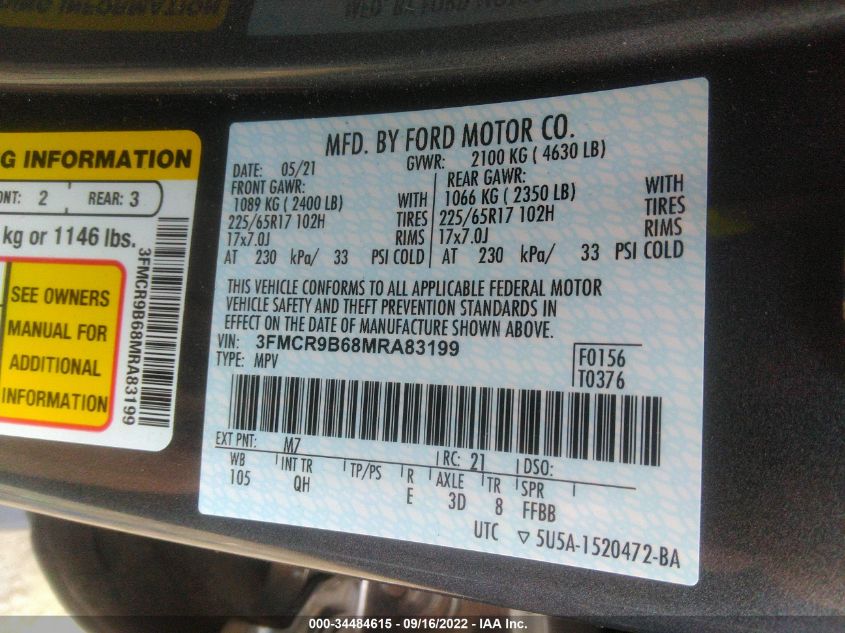 MFD. BY FORD MOTOR CO.
DATE: 05/21 GVWR: 2100 KG ( 4630 LB)
FRONT GAWR: REAR GAWR:
1089 KG ( 2400 LB) WITH 1066 KG ( 2350 LB) WITH
225/65R17 102H TIRES 225/65R17 102H TIRES
17x7.0J RIMS 17x7.0J RIMS
AT 230 kPa/ 33 PSI COLD AT 230 kPa/ 33 PSI COLD
THIS VEHICLE CONFORMS TO ALL APPLICABLE FEDERAL MOTOR
VEHICLE SAFETY AND THEFT PREVENTION STANDARDS IN
EFFECT ON THE DATE OF MANUFACTURE SHOWN ABOVE.
VIN: 3FMCR9B68MRA83199
TYPE: MPV
F0156
T0376
EXT PNT: M7 RC: 21 DSO:
WB INT TR TP/PS R AXLE TR SPR
105 QH E 3D 8 FFBB
UTC ▽ 5U5A-1520472-BA
G INFORMATION
NT: 2 REAR: 3
kg or 1146 lbs.
SEE OWNERS
MANUAL FOR
ADDITIONAL
INFORMATION
3FMCR9B68MRA83199
000-34484615 - 09/16/2022 - IAA Inc.